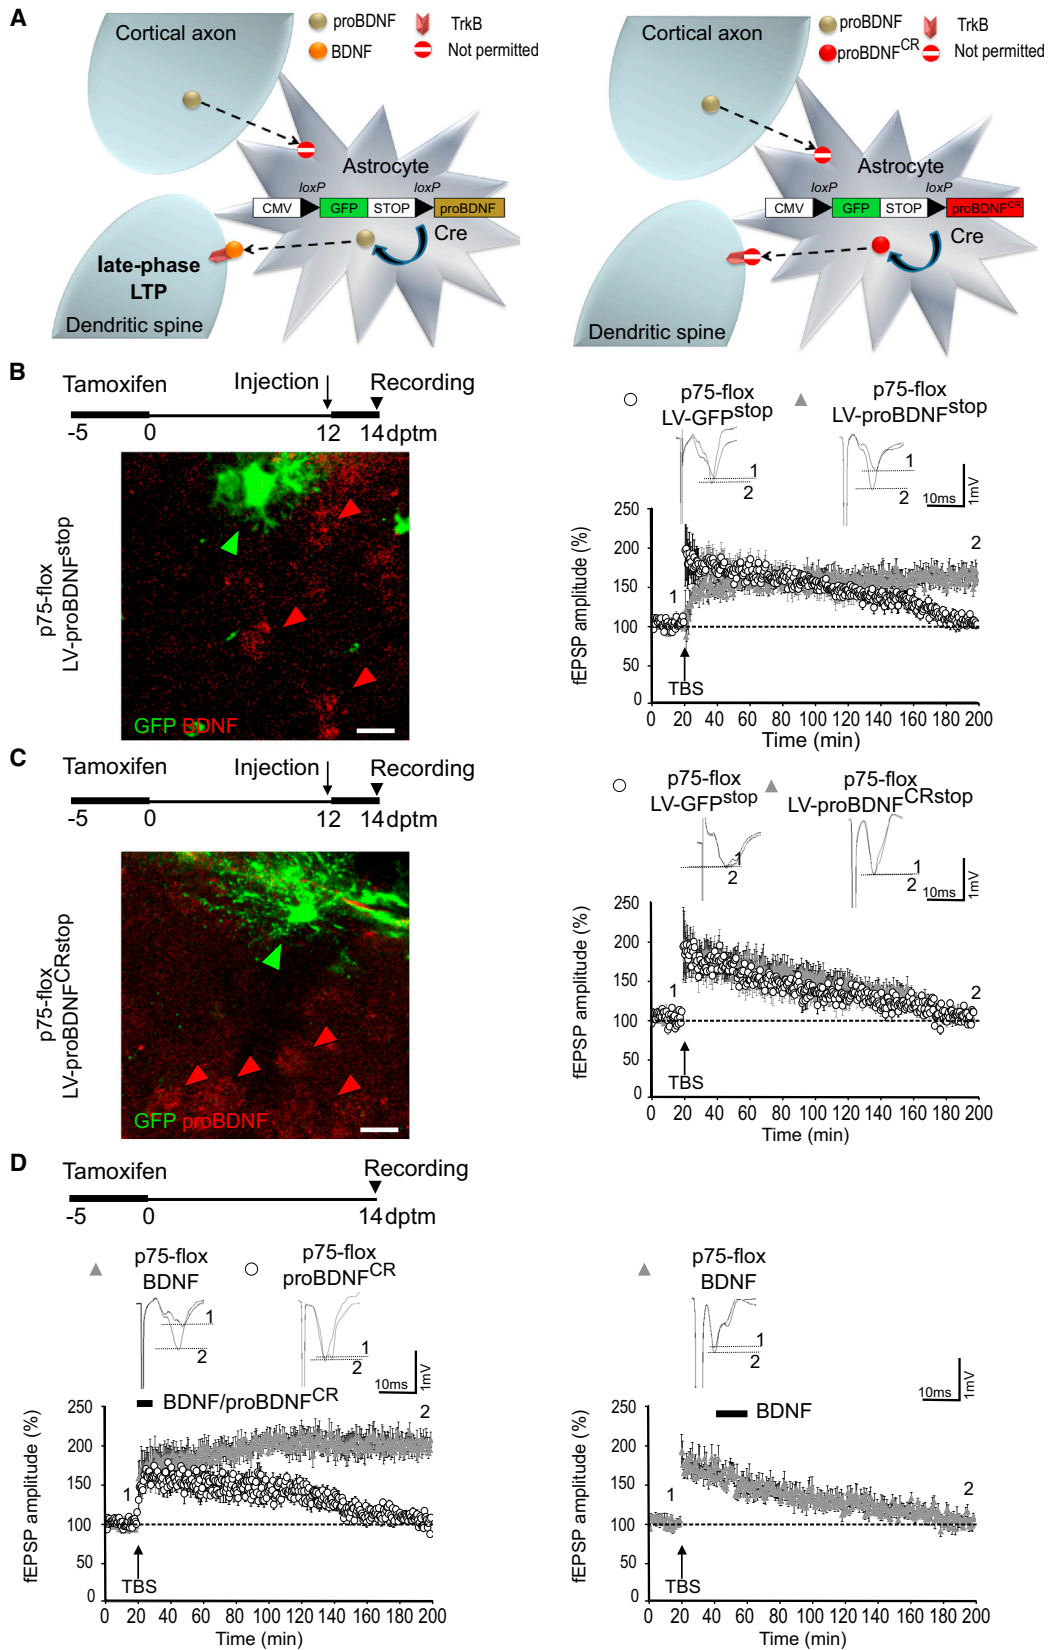 A
Cortical axon
proBDNF
TrkB
BDNF
Not permitted
Astrocyte
loxP
loxP
CMV
GFP
STOP
proBDNF
Cre
late-phase
LTP
Dendritic spine
Cortical axon
proBDNF
TrkB
proBDNFCR
Not permitted
Astrocyte
loxP
loxP
CMV
GFP
STOP
proBDNFCR
Cre
Dendritic spine
B
Tamoxifen
Injection
Recording
-5 0 12 14 dptm
p75-flox
LV-proBDNFstop
GFP BDNF
p75-flox
LV-GFPstop
p75-flox
LV-proBDNFstop
1
2
1
2
10ms
1mV
fEPSP amplitude (%)
250
200
150
100
50
0
1
2
TBS
0 20 40 60 80 100 120 140 160 180 200
Time (min)
C
Tamoxifen
Injection
Recording
-5 0 12 14 dptm
p75-flox
LV-proBDNFCRstop
GFP proBDNF
p75-flox
LV-GFPstop
p75-flox
LV-proBDNFCRstop
1
2
1
2
10ms
1mV
fEPSP amplitude (%)
250
200
150
100
50
0
1
2
TBS
0 20 40 60 80 100 120 140 160 180 200
Time (min)
D
Tamoxifen
Recording
-5 0 14 dptm
p75-flox
BDNF
p75-flox
proBDNFCR
1
2
1
2
10ms
1mV
BDNF/proBDNFCR
fEPSP amplitude (%)
250
200
150
100
50
0
1
2
TBS
0 20 40 60 80 100 120 140 160 180 200
Time (min)
p75-flox
BDNF
1
2
10ms
1mV
BDNF
fEPSP amplitude (%)
250
200
150
100
50
0
1
2
TBS
0 20 40 60 80 100 120 140 160 180 200
Time (min)